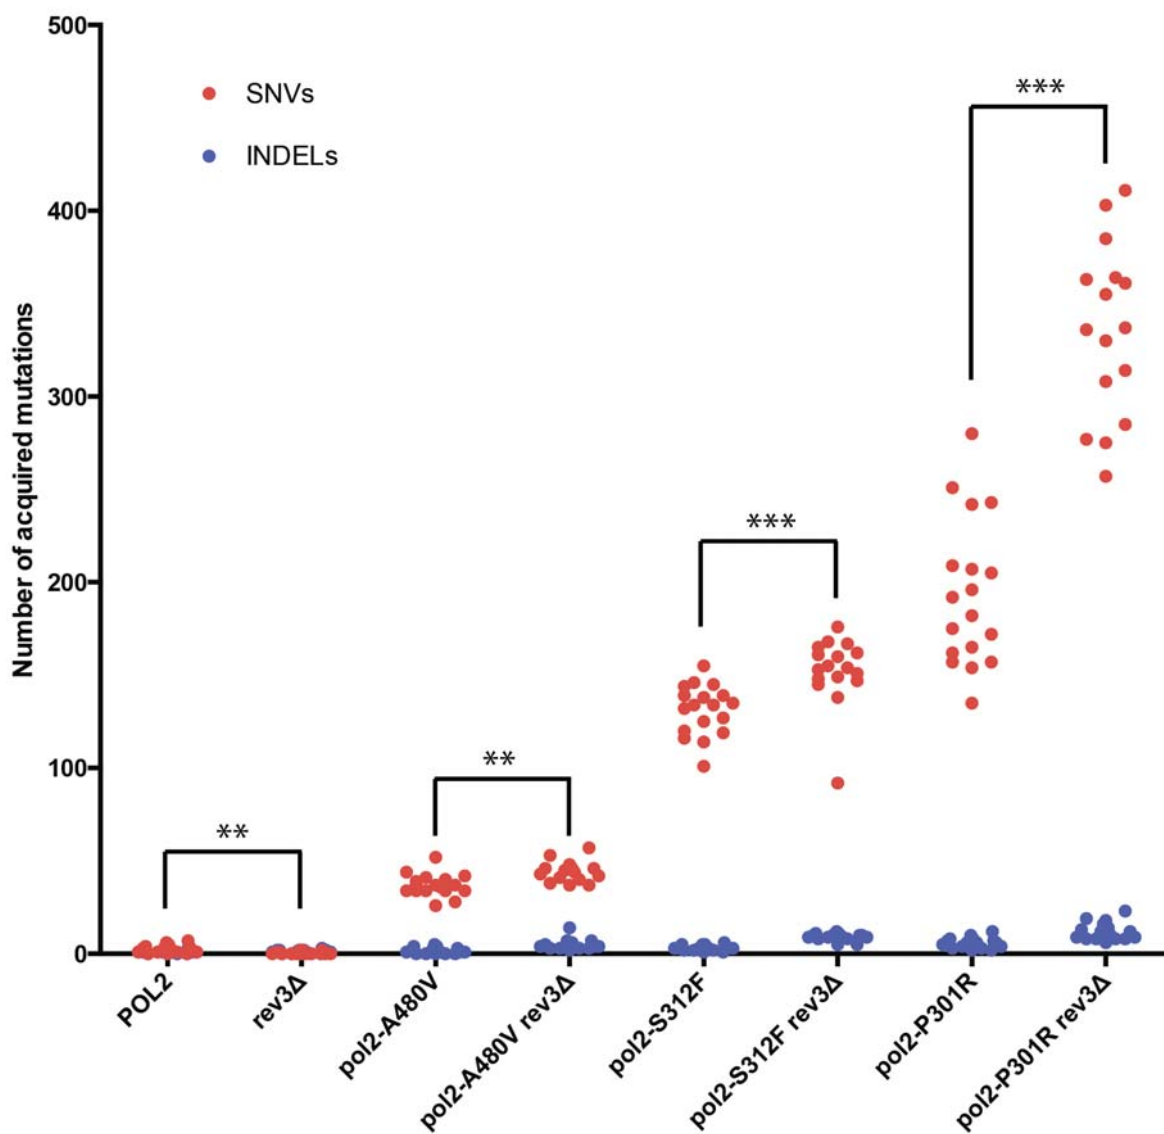 500
SNVs
INDELs
***
400
Number of acquired mutations
300
***
200
**
100
**
0
POL2
rev3Δ
pol2-A480V
pol2-A480V rev3Δ
pol2-S312F
pol2-S312F rev3Δ
pol2-P301R
pol2-P301R rev3Δ